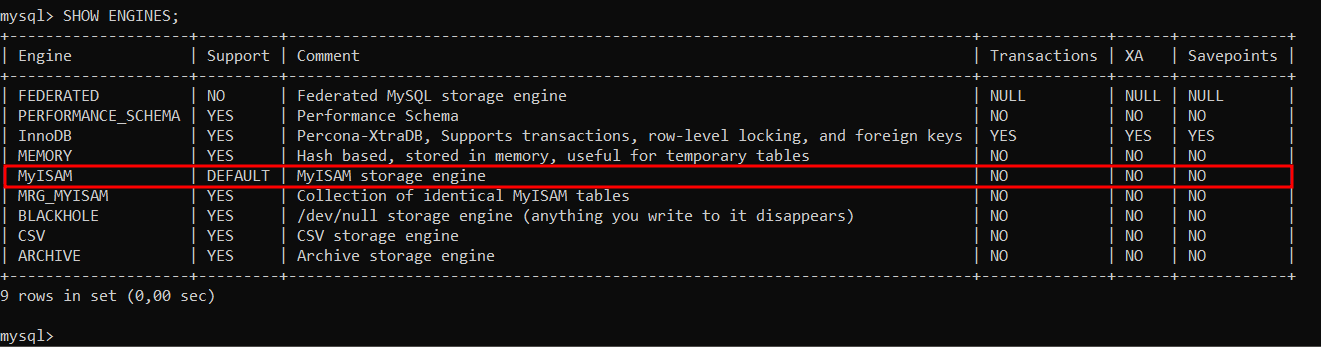 mysql> SHOW ENGINES;
+--------------------+---------+----------------------------------------------------------------------------+--------------+------+------------+
| Engine             | Support | Comment                                                                    | Transactions | XA   | Savepoints |
+--------------------+---------+----------------------------------------------------------------------------+--------------+------+------------+
| FEDERATED          | NO      | Federated MySQL storage engine                                             | NULL         | NULL | NULL       |
| PERFORMANCE_SCHEMA | YES     | Performance Schema                                                         | NO           | NO   | NO         |
| InnoDB             | YES     | Percona-XtraDB, Supports transactions, row-level locking, and foreign keys | YES          | YES  | YES        |
| MEMORY             | YES     | Hash based, stored in memory, useful for temporary tables                  | NO           | NO   | NO         |
| MyISAM             | DEFAULT | MyISAM storage engine                                                      | NO           | NO   | NO         |
| MRG_MYISAM         | YES     | Collection of identical MyISAM tables                                      | NO           | NO   | NO         |
| BLACKHOLE          | YES     | /dev/null storage engine (anything you write to it disappears)             | NO           | NO   | NO         |
| CSV                | YES     | CSV storage engine                                                         | NO           | NO   | NO         |
| ARCHIVE            | YES     | Archive storage engine                                                     | NO           | NO   | NO         |
+--------------------+---------+----------------------------------------------------------------------------+--------------+------+------------+
9 rows in set (0,00 sec)
mysql>